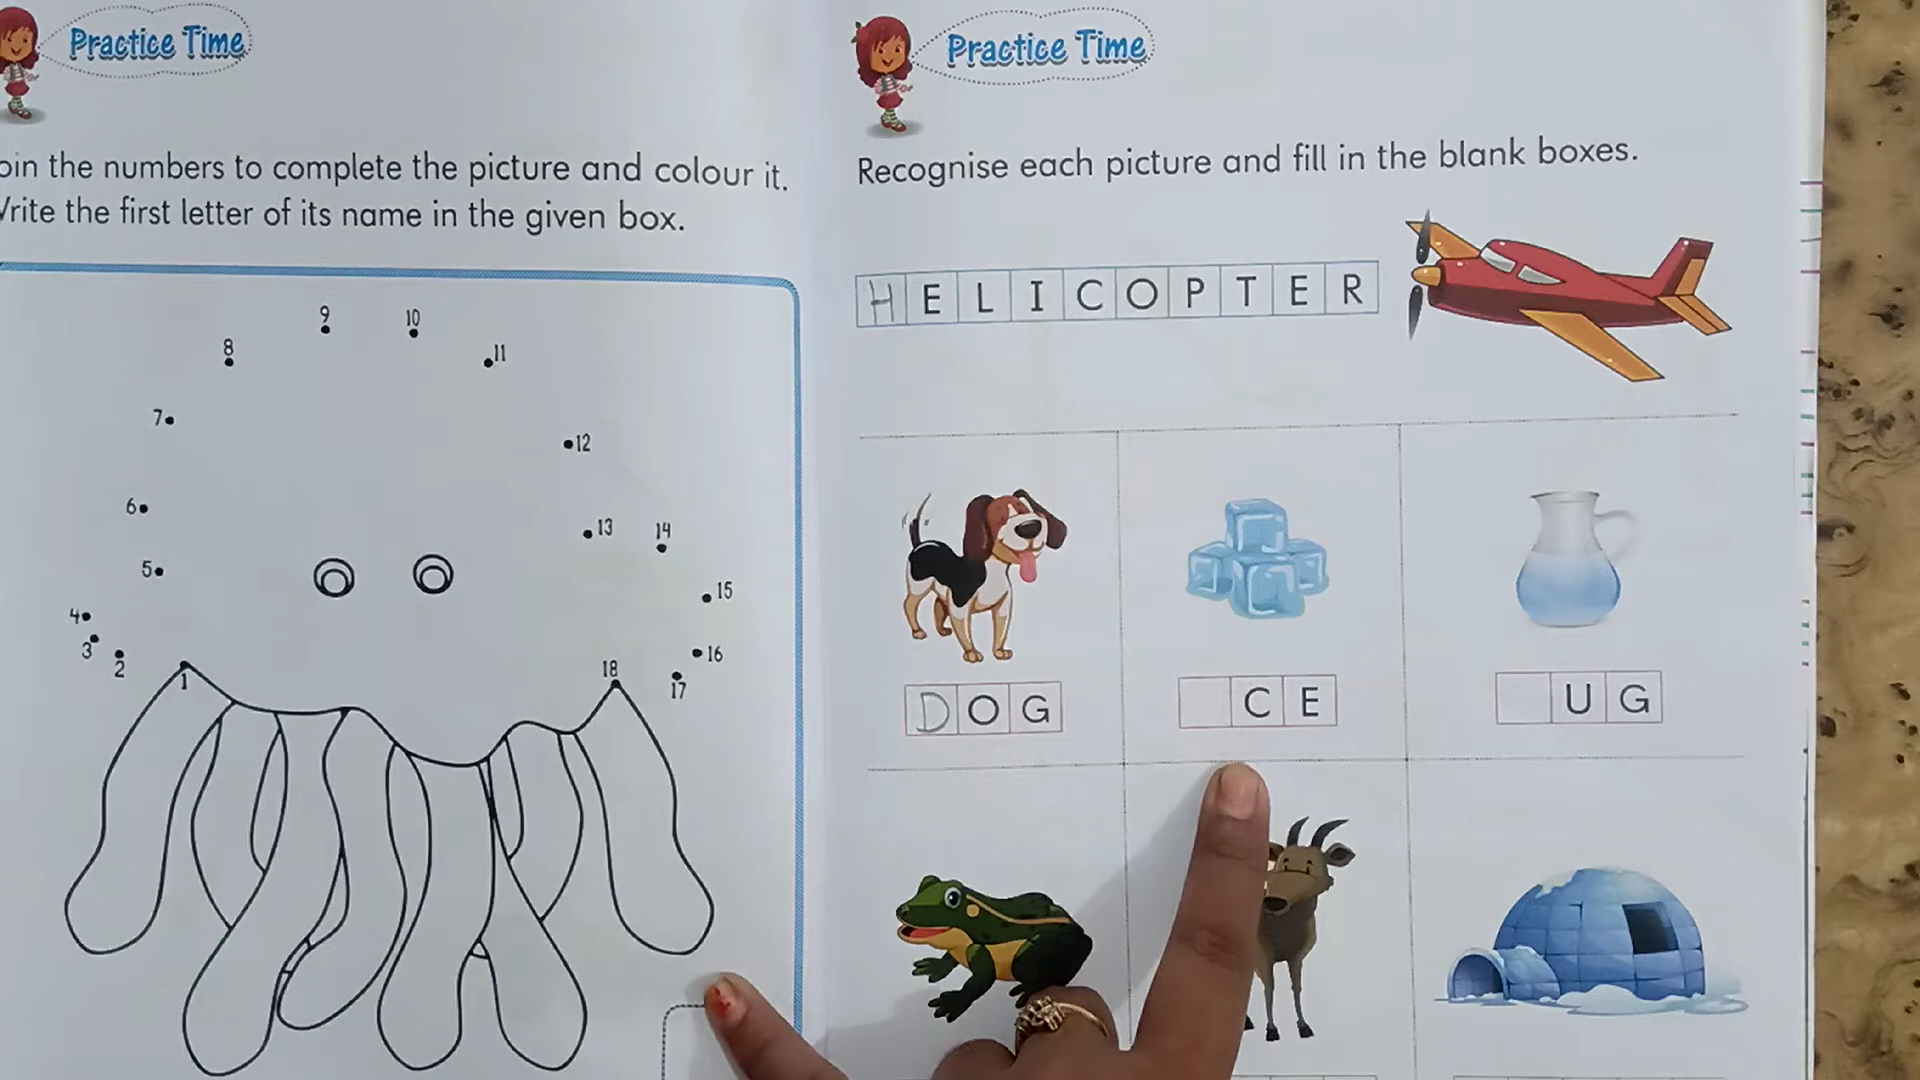 Practice Time
oin the numbers to complete the picture and colour it.
Write the first letter of its name in the given box.
9
10
8
11
7
12
6
13
14
5
15
4
3
2
1
18
16
17
Practice Time
Recognise each picture and fill in the blank boxes.
HELICOPTER
DOG
CE
UG